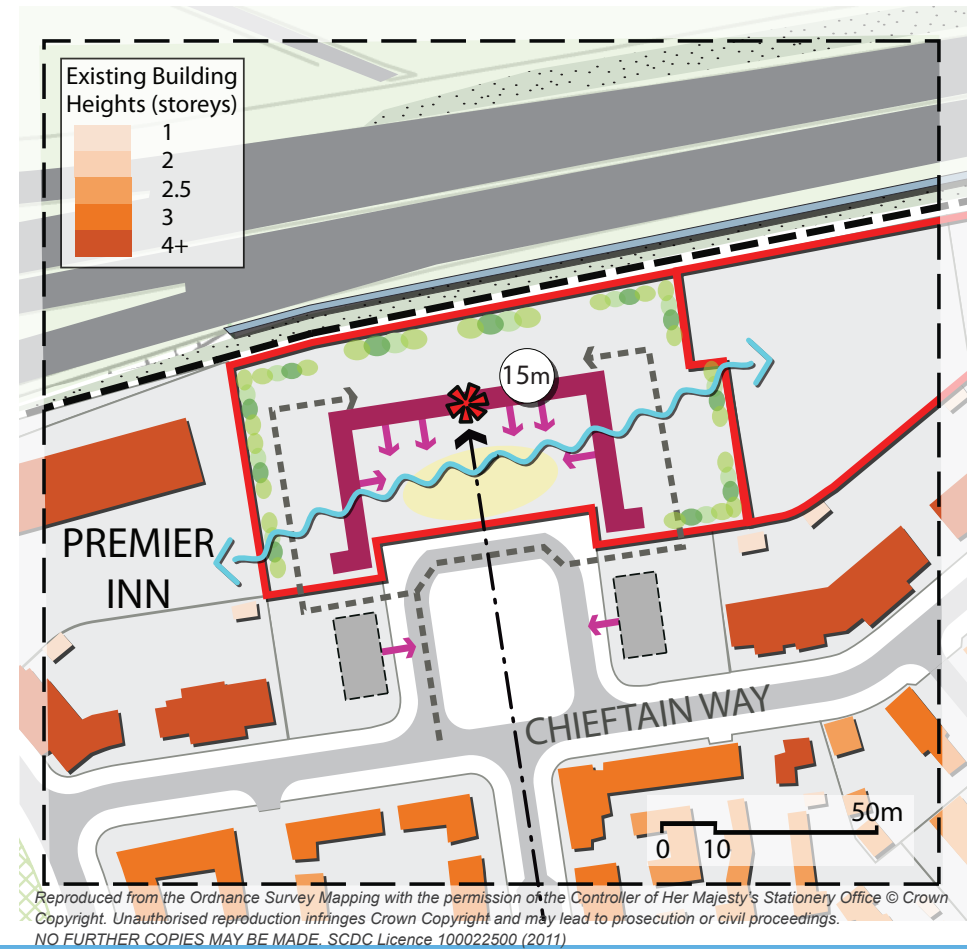 Existing Building
Heights (storeys)
1
2
2.5
3
4+
15m
PREMIER
INN
CHIEFTAIN WAY
50m
0 10
Reproduced from the Ordnance Survey Mapping with the permission of the Controller of Her Majesty's Stationery Office © Crown
Copyright. Unauthorised reproduction infringes Crown Copyright and may lead to prosecution or civil proceedings.
NO FURTHER COPIES MAY BE MADE. SCDC Licence 100022500 (2011)